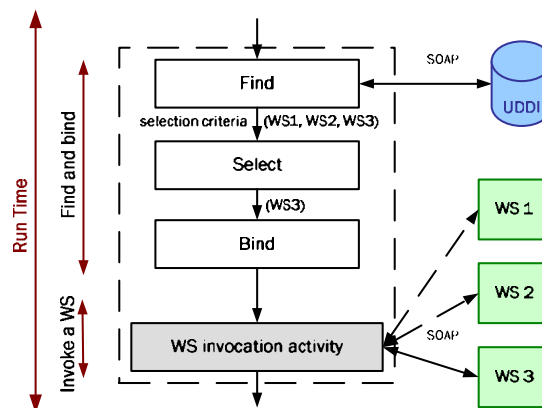 Run Time
Find and bind
Invoke a WS
Find
SOAP
UDDI
selection criteria (WS1, WS2, WS3)
Select
(WS3)
Bind
WS 1
WS 2
SOAP
WS invocation activity
WS 3